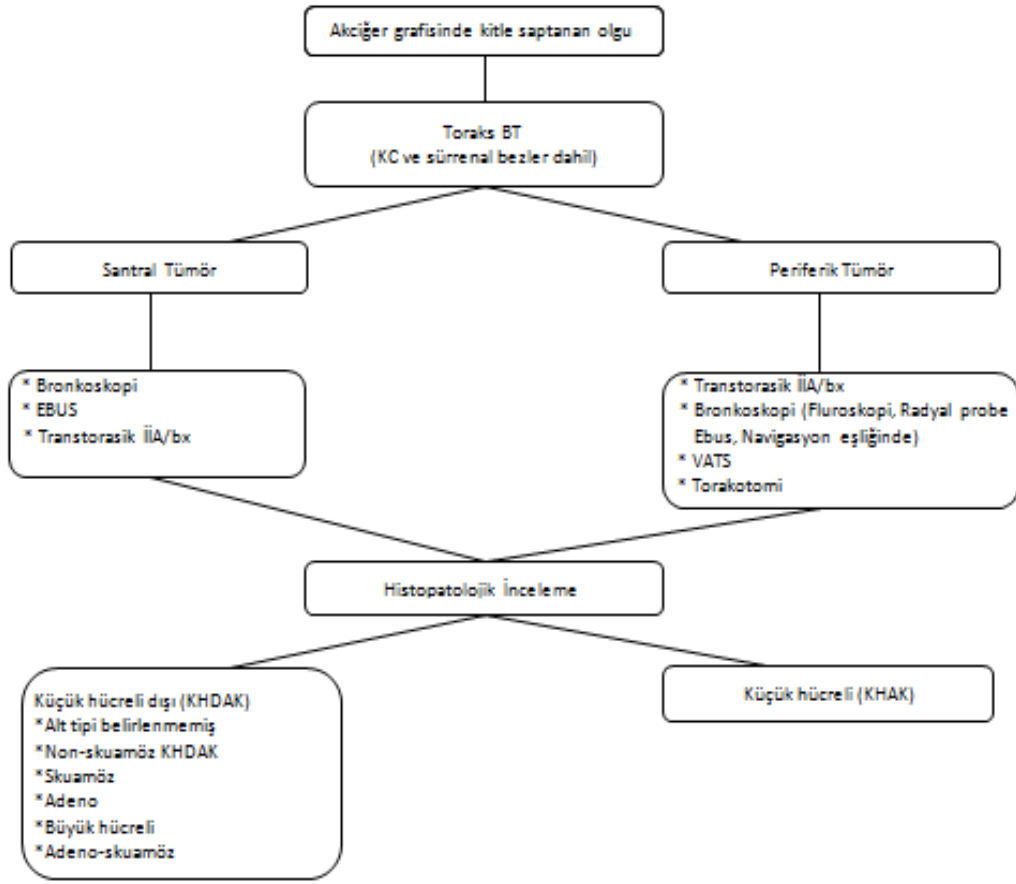 Akciğer grafisinde kitle saptanan olgu
Toraks BT
(KC ve sürrenal bezler dahil)
Santral Tümör
Periferik Tümör
* Bronkoskopi
* EBUS
* Transtorasik İİA/bx
* Transtorasik İİA/bx
* Bronkoskopi (Fluroskopi, Radyal probe
Ebus, Navigasyon eşliğinde)
* VATS
* Torakotomi
Histopatolojik İnceleme
Küçük hücreli dışı (KHDAK)
*Alt tipi belirlenmemiş
*Non-skuamöz KHDAK
*Skuamöz
*Adeno
*Büyük hücreli
*Adeno-skuamöz
Küçük hücreli (KHAK)